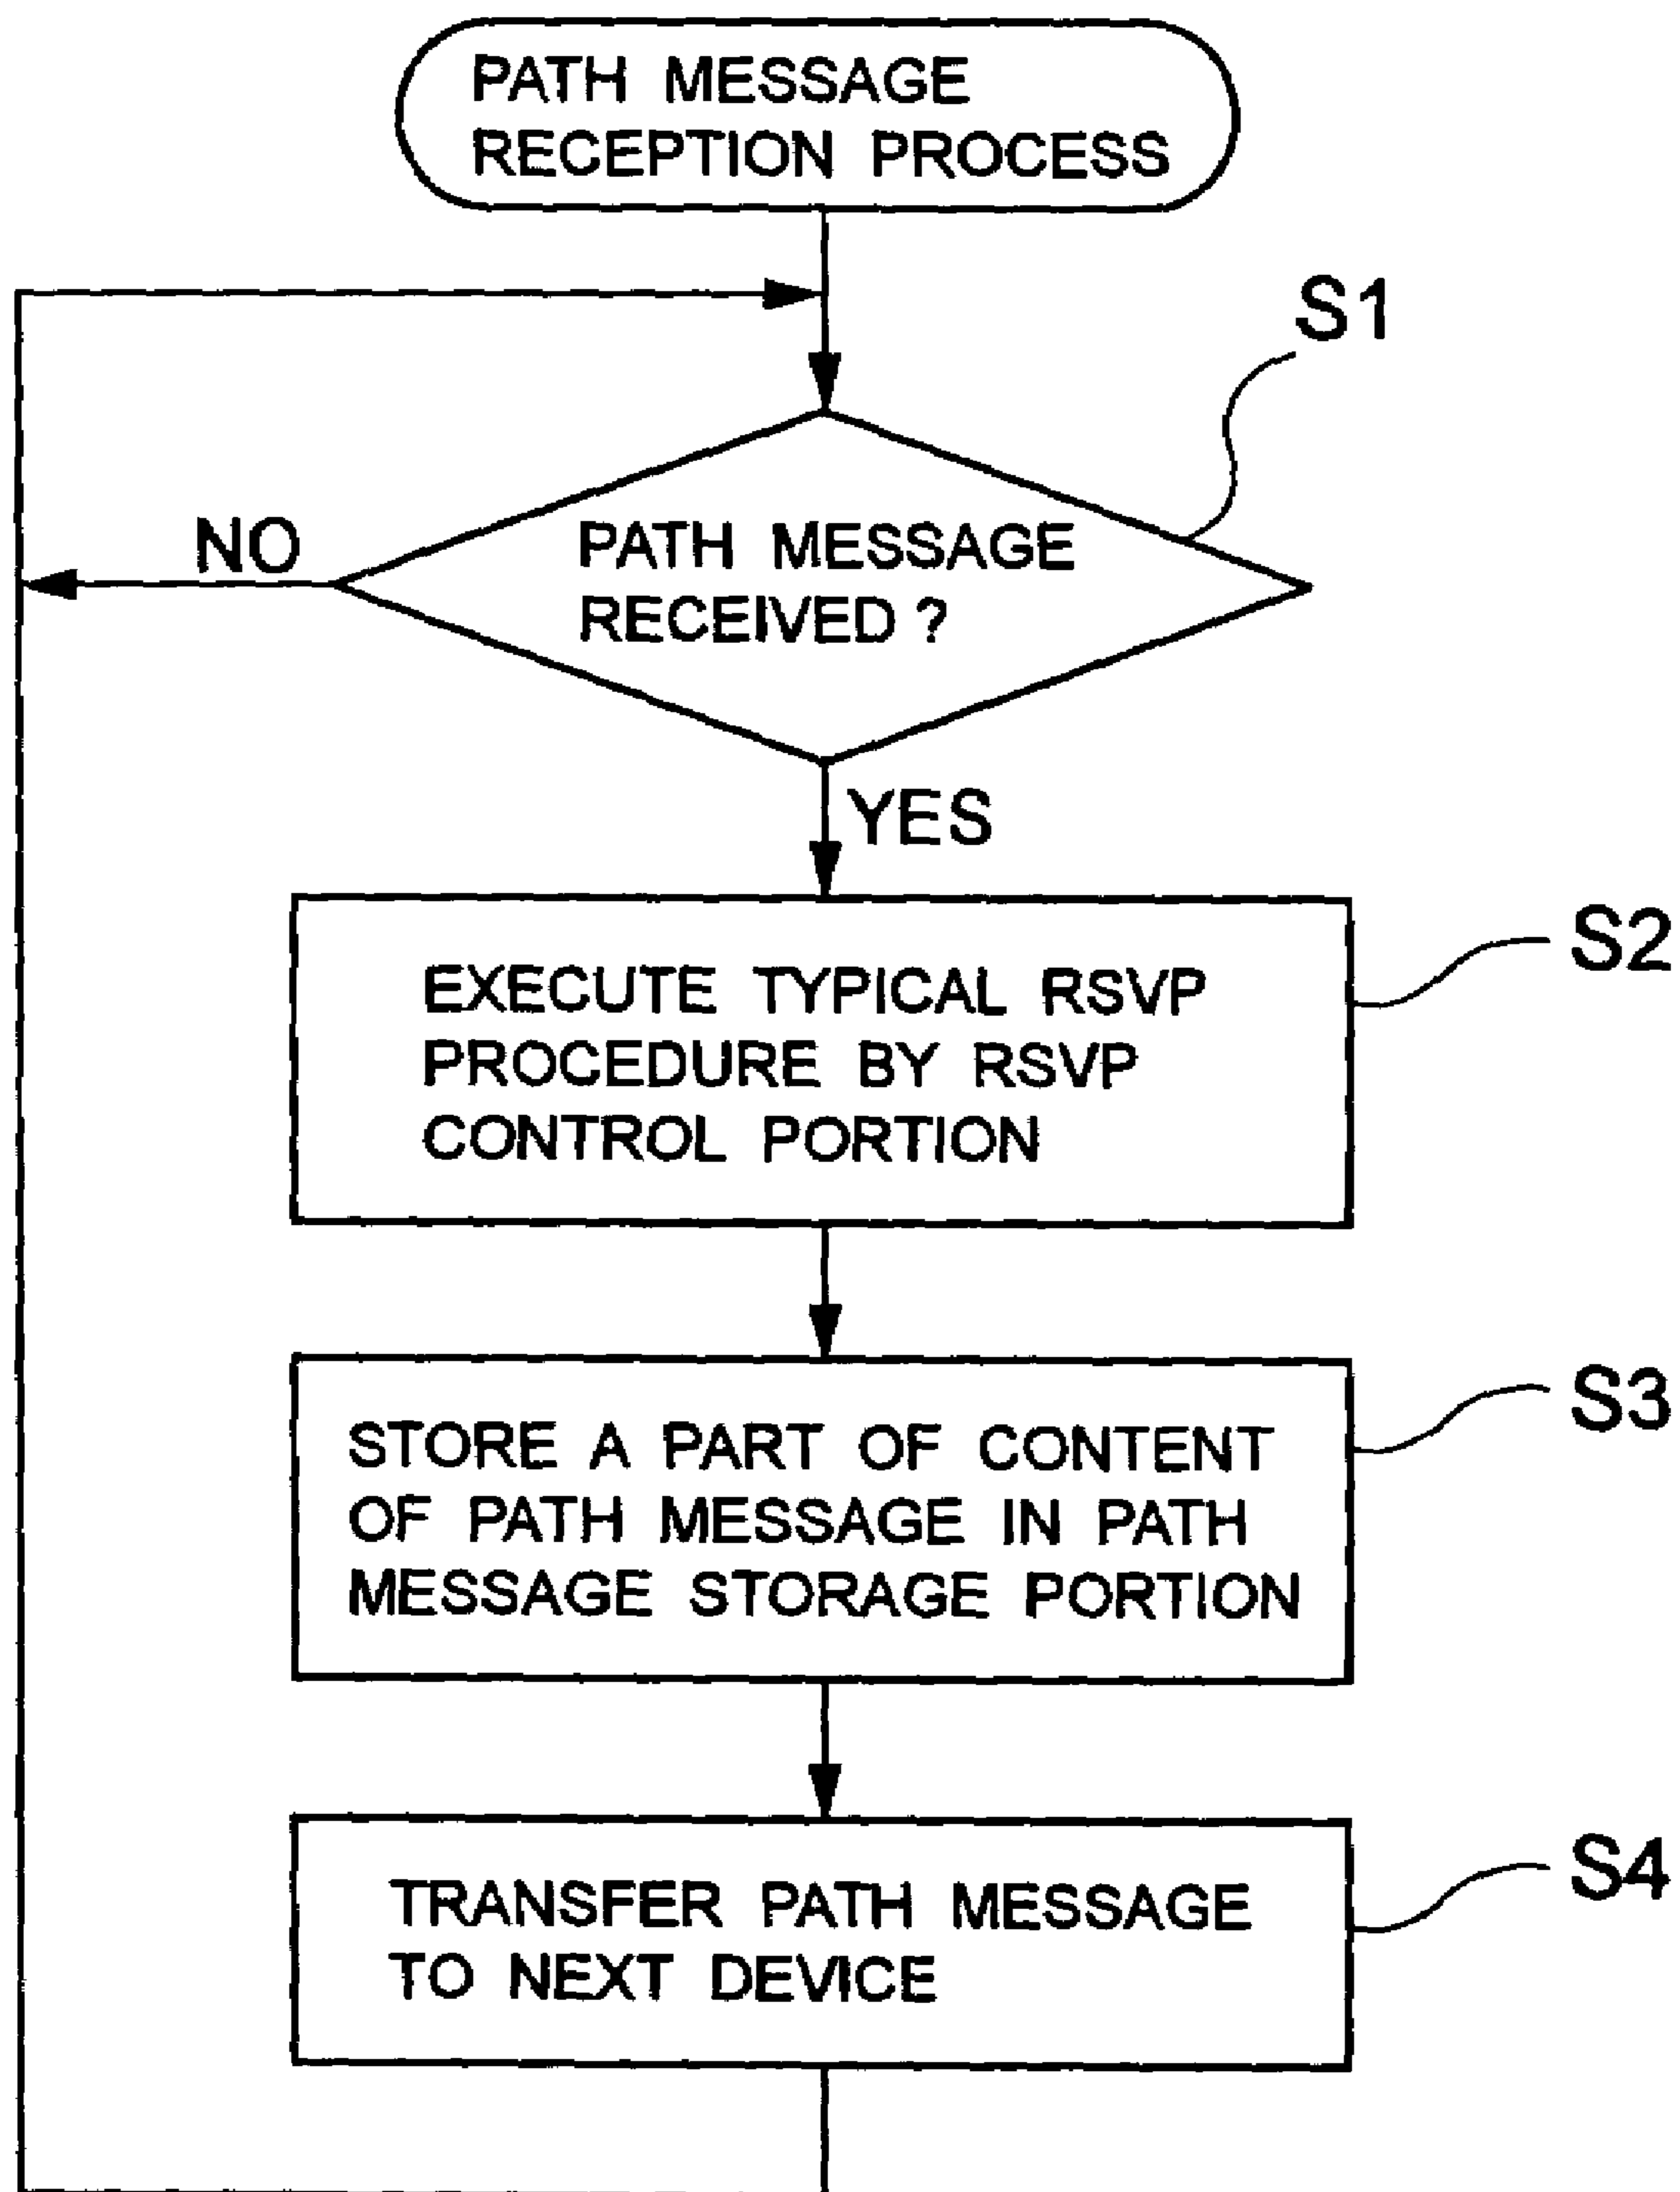 PATH MESSAGE
RECEPTION PROCESS
S1
NO
PATH MESSAGE
RECEIVED ?
YES
S2
EXECUTE TYPICAL RSVP
PROCEDURE BY RSVP
CONTROL PORTION
S3
STORE A PART OF CONTENT
OF PATH MESSAGE IN PATH
MESSAGE STORAGE PORTION
S4
TRANSFER PATH MESSAGE
TO NEXT DEVICE